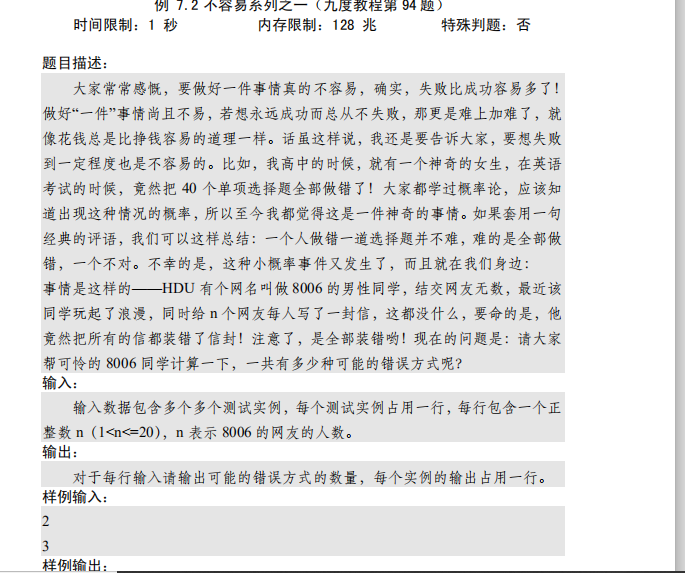 例 7.2 不容易系列之一（九度教程第 94 题）
时间限制：1 秒 内存限制：128 兆 特殊判题：否
题目描述：
大家常常感慨，要做好一件事情真的不容易，确实，失败比成功容易多了！
做好“一件”事情尚且不易，若想永远成功而总从不失败，那更是难上加难了，就
像花钱总是比挣钱容易的道理一样。话虽这样说，我还是要告诉大家，要想失败
到一定程度也是不容易的。比如，我高中的时候，就有一个神奇的女生，在英语
考试的时候，竟然把 40 个单项选择题全部做错了！大家都学过概率论，应该知
道出现这种情况的概率，所以至今我都觉得这是一件神奇的事情。如果套用一句
经典的评语，我们可以这样总结：一个人做错一道选择题并不难，难的是全部做
错，一个不对。不幸的是，这种小概率事件又发生了，而且就在我们身边：
事情是这样的——HDU 有个网名叫做 8006 的男性同学，结交网友无数，最近该
同学玩起了浪漫，同时给 n 个网友每人写了一封信，这都没什么，要命的是，他
竟然把所有的信都装错了信封！注意了，是全部装错哟！现在的问题是：请大家
帮可怜的 8006 同学计算一下，一共有多少种可能的错误方式呢？
输入：
输入数据包含多个多个测试实例，每个测试实例占用一行，每行包含一个正
整数 n（1<n<=20），n 表示 8006 的网友的人数。
输出：
对于每行输入请输出可能的错误方式的数量，每个实例的输出占用一行。
样例输入：
2
3
样例输出：